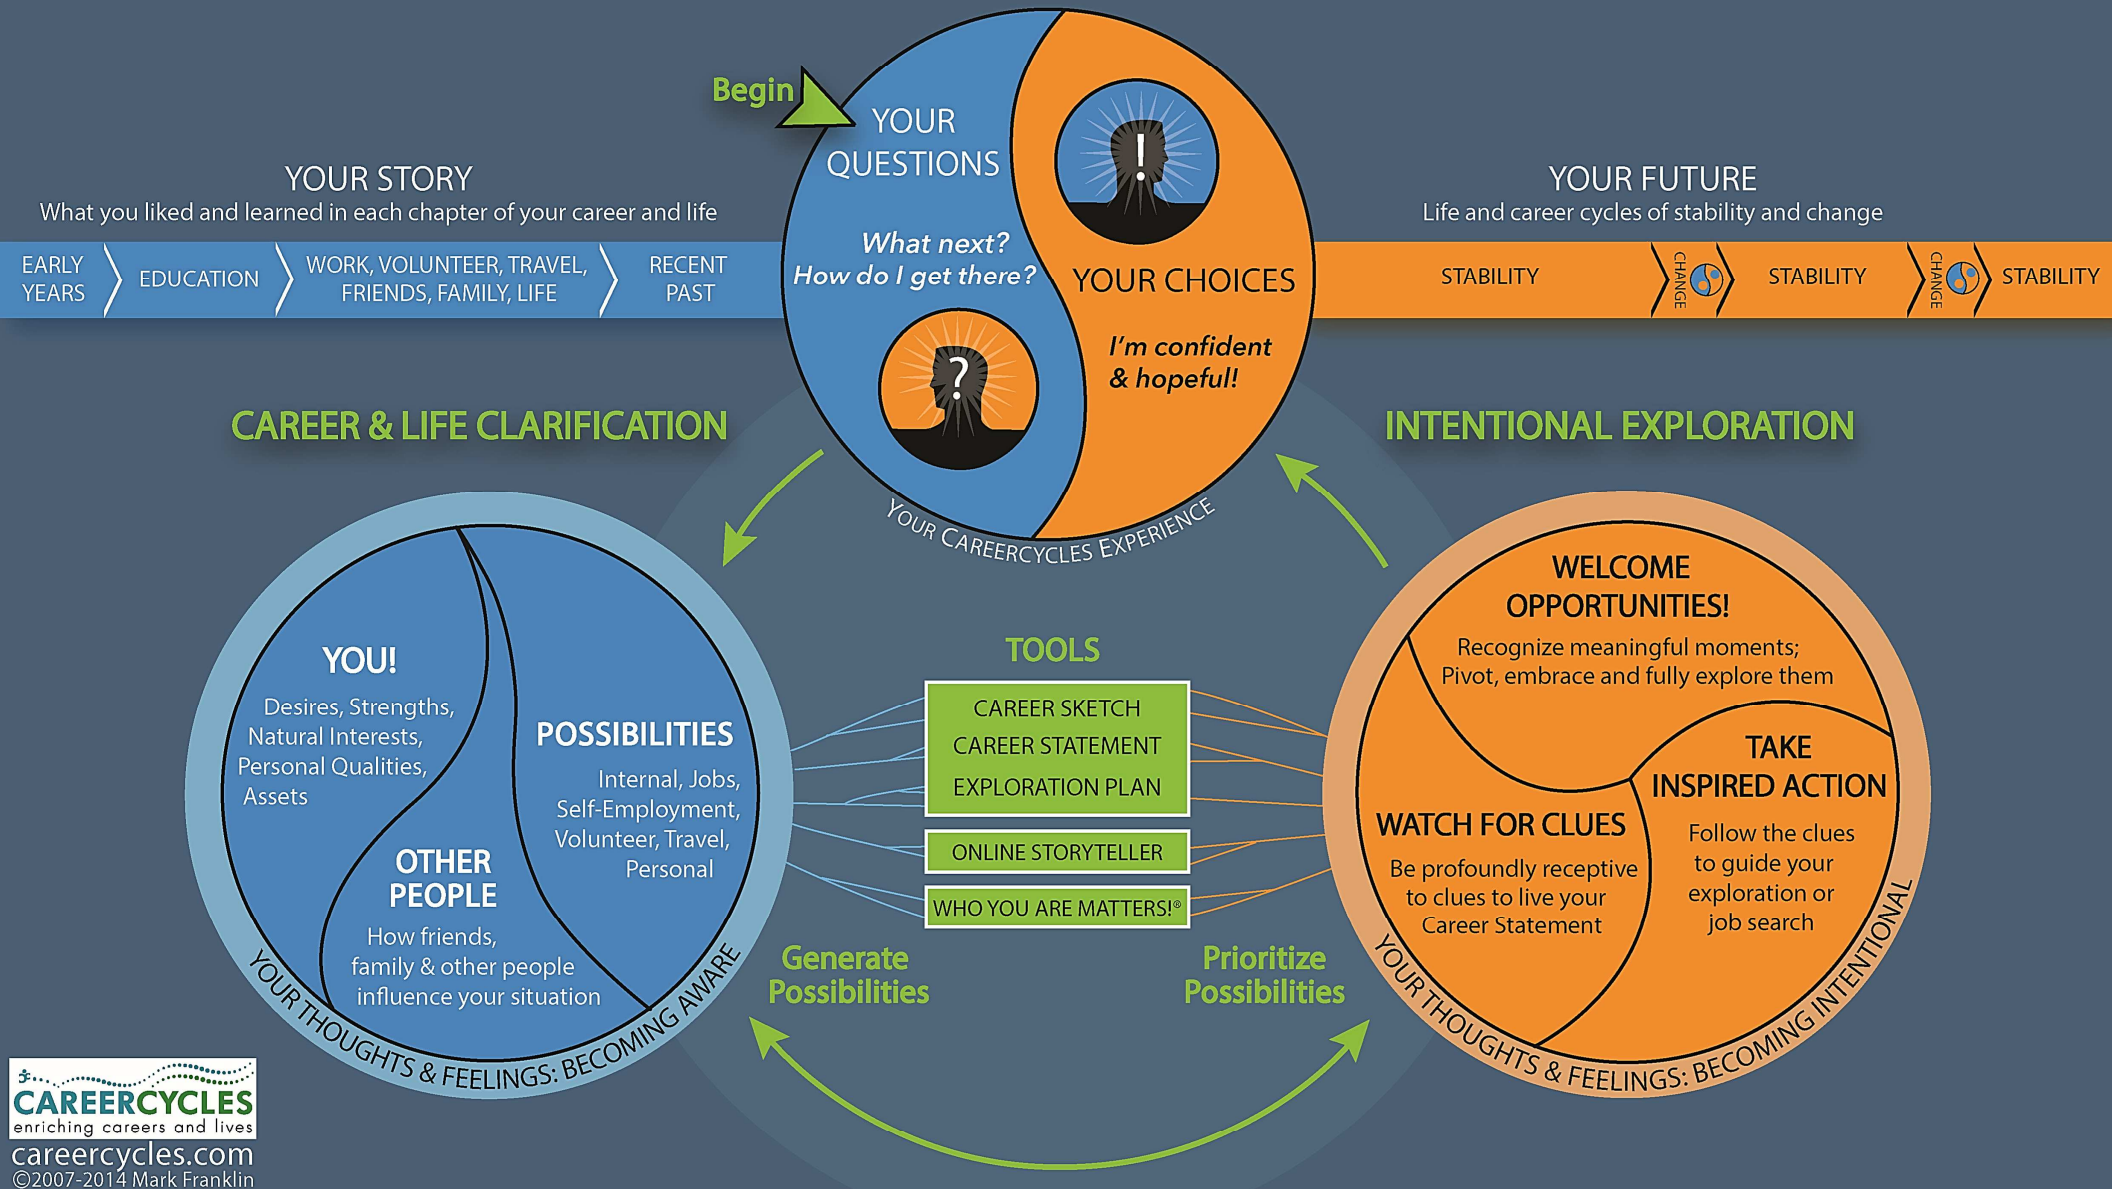 Begin
YOUR
QUESTIONS
What next?
How do I get there?
?
!
YOUR CHOICES
I'm confident
& hopeful!
YOUR CAREERCYCLES EXPERIENCE
YOUR STORY
What you liked and learned in each chapter of your career and life
EARLY
YEARS
EDUCATION
WORK, VOLUNTEER, TRAVEL,
FRIENDS, FAMILY, LIFE
RECENT
PAST
YOUR FUTURE
Life and career cycles of stability and change
STABILITY
CHANGE
STABILITY
CHANGE
STABILITY
CAREER & LIFE CLARIFICATION
INTENTIONAL EXPLORATION
YOU!
Desires, Strengths,
Natural Interests,
Personal Qualities,
Assets
POSSIBILITIES
Internal, Jobs,
Self-Employment,
Volunteer, Travel,
Personal
OTHER
PEOPLE
How friends,
family & other people
influence your situation
YOUR THOUGHTS & FEELINGS: BECOMING AWARE
TOOLS
CAREER SKETCH
CAREER STATEMENT
EXPLORATION PLAN
ONLINE STORYTELLER
WHO YOU ARE MATTERS!®
Generate
Possibilities
Prioritize
Possibilities
WELCOME
OPPORTUNITIES!
Recognize meaningful moments;
Pivot, embrace and fully explore them
TAKE
INSPIRED ACTION
Follow the clues
to guide your
exploration or
job search
WATCH FOR CLUES
Be profoundly receptive
to clues to live your
Career Statement
YOUR THOUGHTS & FEELINGS: BECOMING INTENTIONAL
CAREERCYCLES
enriching careers and lives
careercycles.com
©2007-2014 Mark Franklin